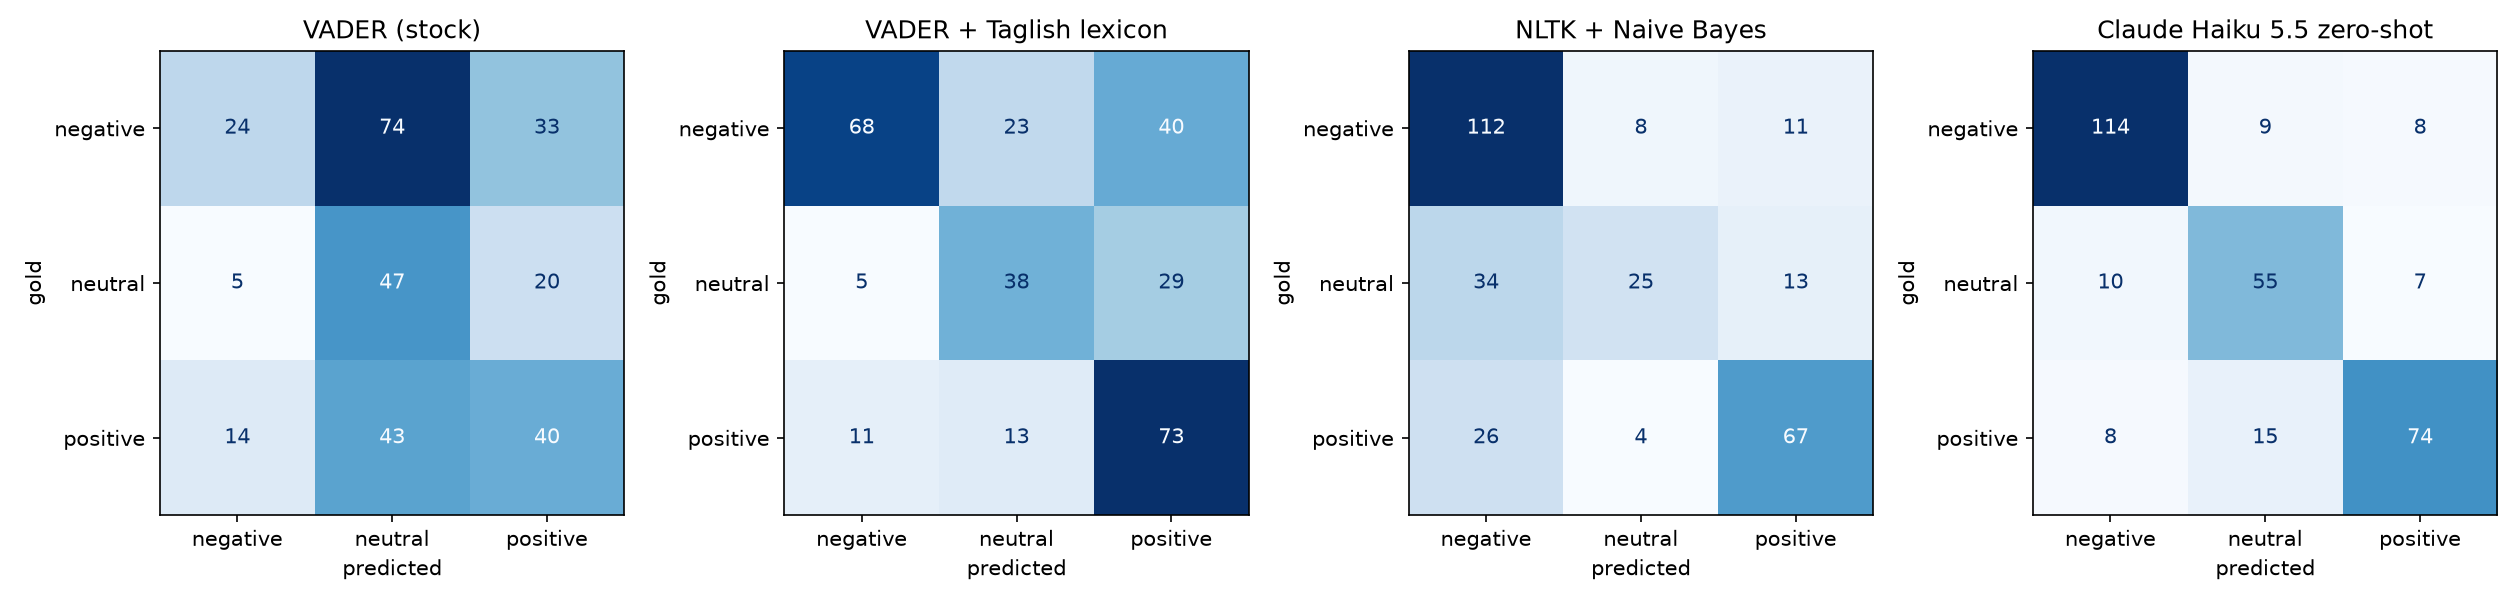 VADER (stock)
VADER + Taglish lexicon
NLTK + Naive Bayes
Claude Haiku 5.5 zero-shot
gold
negative
neutral
positive
24 74 33
5 47 20
14 43 40
negative neutral positive
predicted
gold
negative
neutral
positive
68 23 40
5 38 29
11 13 73
negative neutral positive
predicted
gold
negative
neutral
positive
112 8 11
34 25 13
26 4 67
negative neutral positive
predicted
gold
negative
neutral
positive
114 9 8
10 55 7
8 15 74
negative neutral positive
predicted